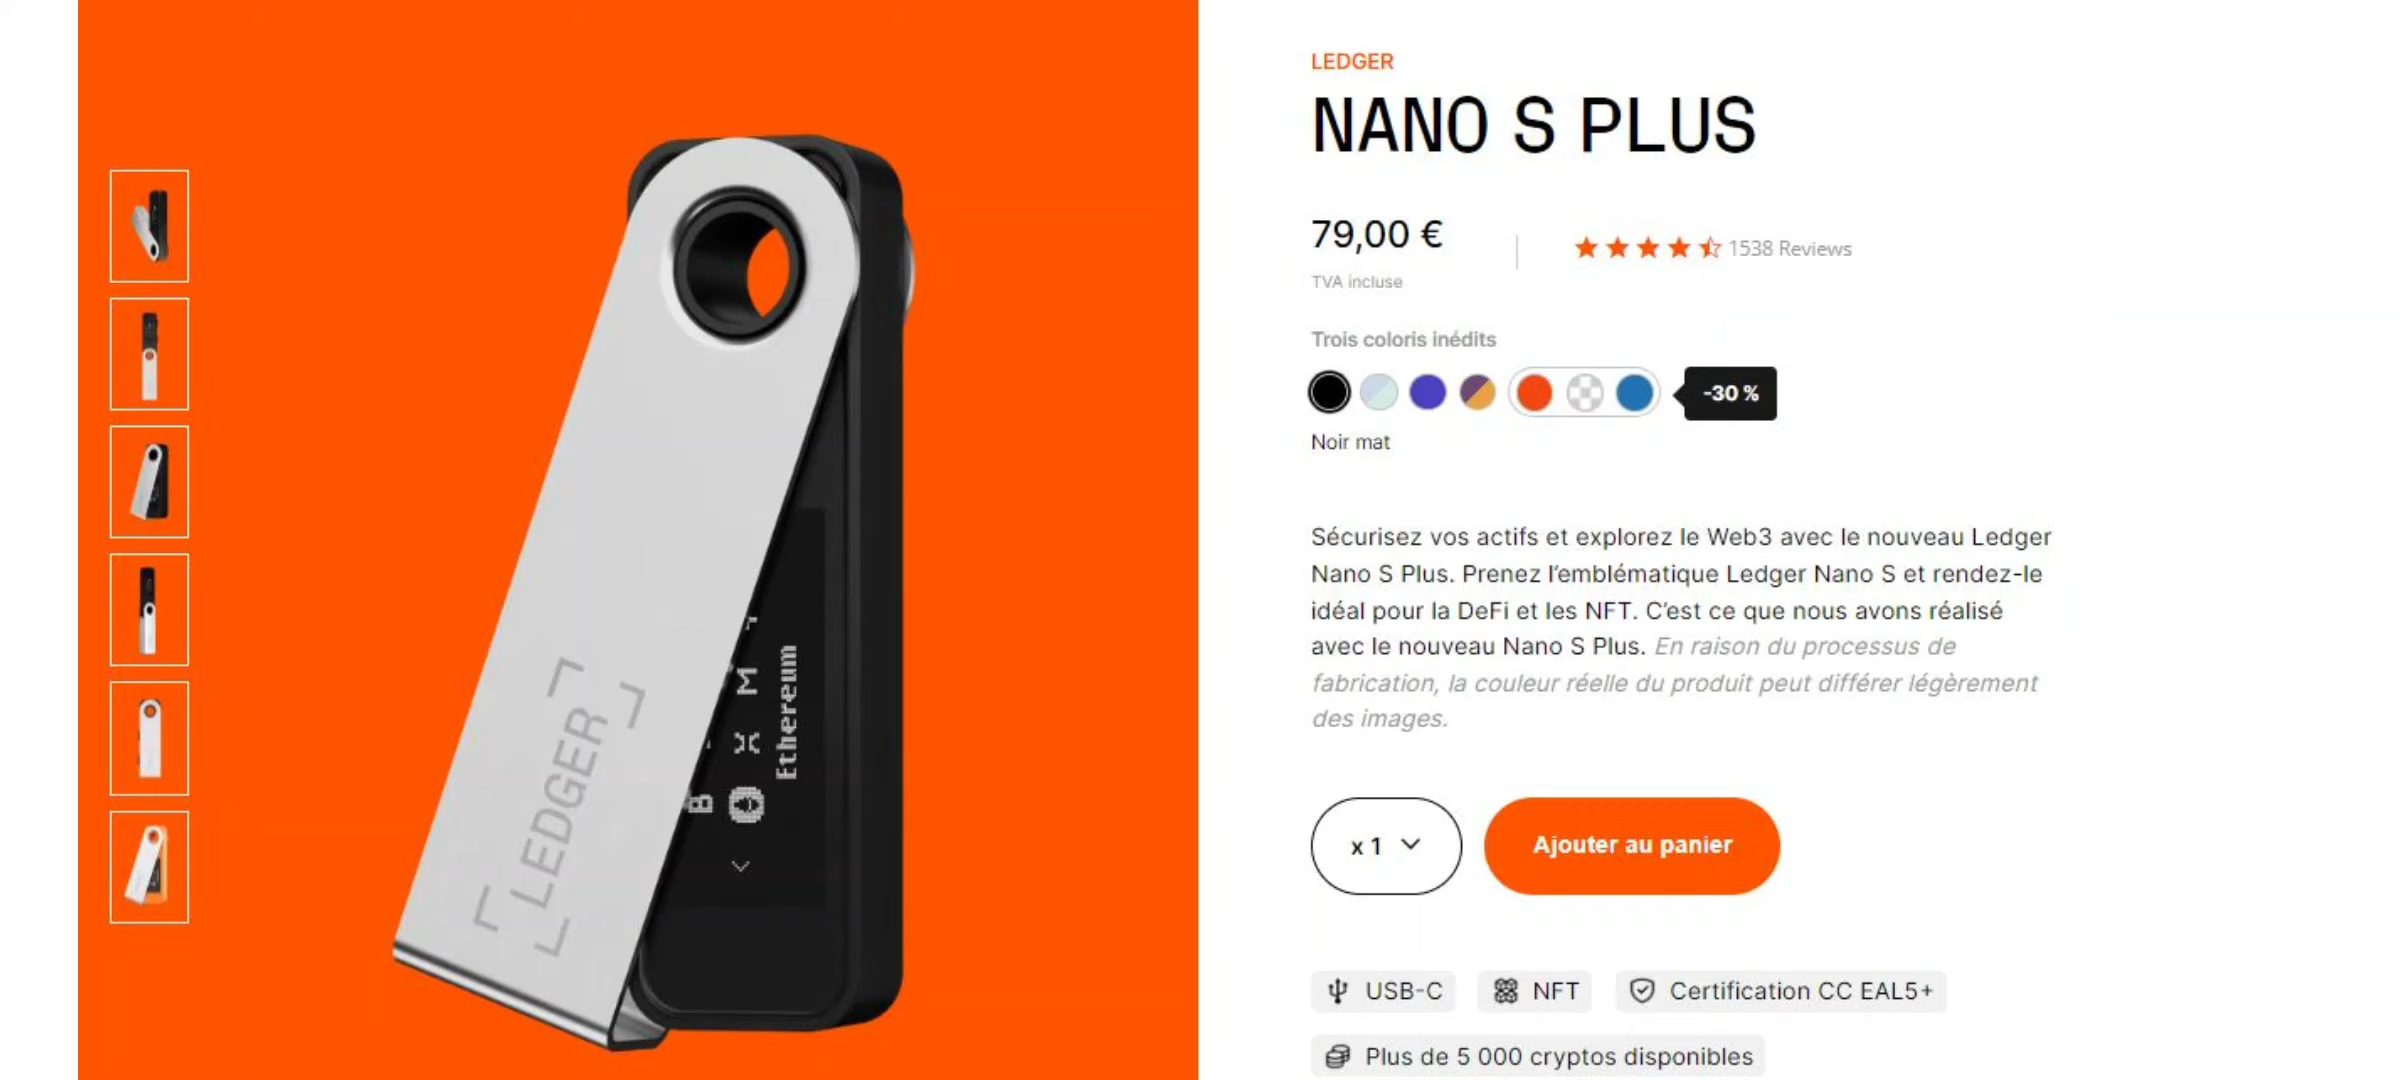 LEDGER
Ethereum
LEDGER
NANO S PLUS
79,00 €
1538 Reviews
TVA incluse
Trois coloris inédits
-30 %
Noir mat
Sécurisez vos actifs et explorez le Web3 avec le nouveau Ledger
Nano S Plus. Prenez l’emblématique Ledger Nano S et rendez-le
idéal pour la DeFi et les NFT. C’est ce que nous avons réalisé
avec le nouveau Nano S Plus. En raison du processus de
fabrication, la couleur réelle du produit peut différer légèrement
des images.
x 1
Ajouter au panier
USB-C
NFT
Certification CC EAL5+
Plus de 5 000 cryptos disponibles